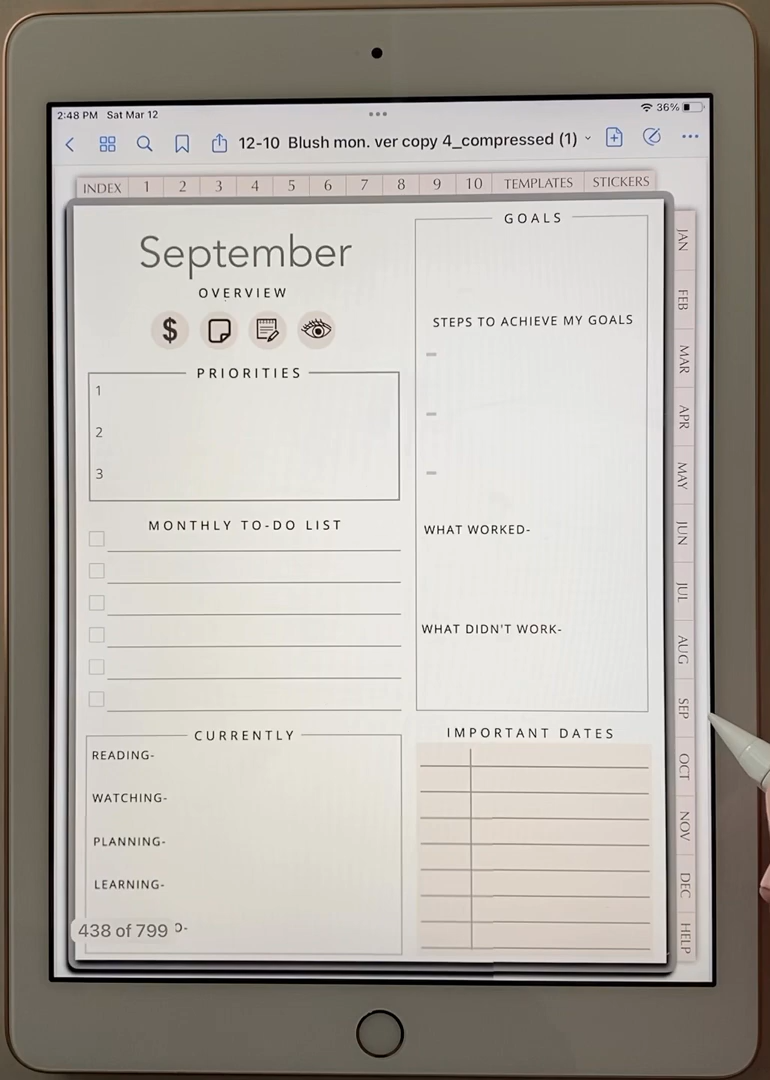 2:48 PM Sat Mar 12
36%
12-10 Blush mon. ver copy 4_compressed (1)
INDEX 1 2 3 4 5 6 7 8 9 10 TEMPLATES STICKERS
September
OVERVIEW
$
PRIORITIES
1
2
3
MONTHLY TO-DO LIST
CURRENTLY
READING-
WATCHING-
PLANNING-
LEARNING-
438 of 799
GOALS
STEPS TO ACHIEVE MY GOALS
WHAT WORKED-
WHAT DIDN'T WORK-
IMPORTANT DATES
JAN
FEB
MAR
APR
MAY
JUN
JUL
AUG
SEP
OCT
NOV
DEC
HELP